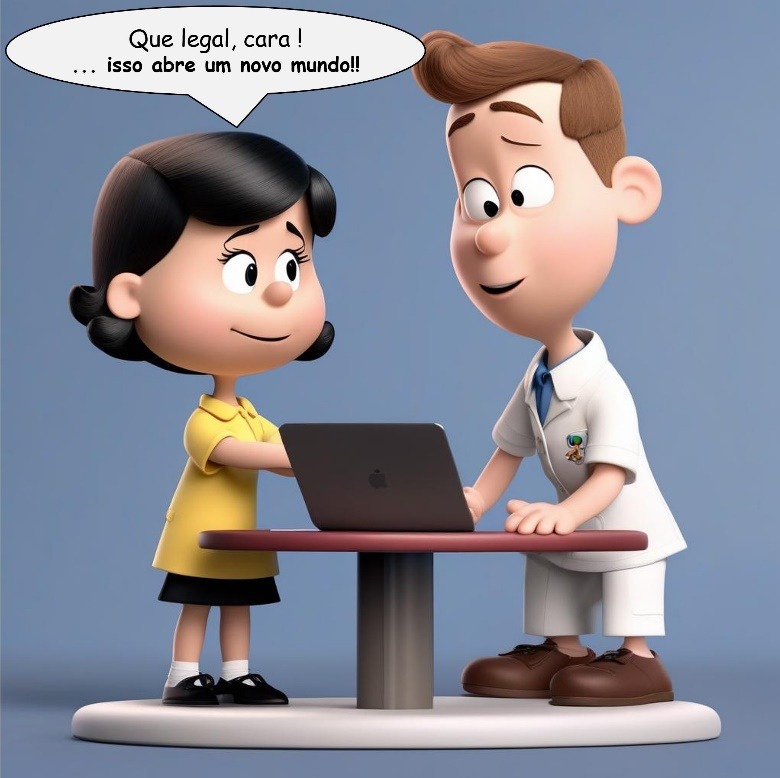 Que legal, cara !
... isso abre um novo mundo!!